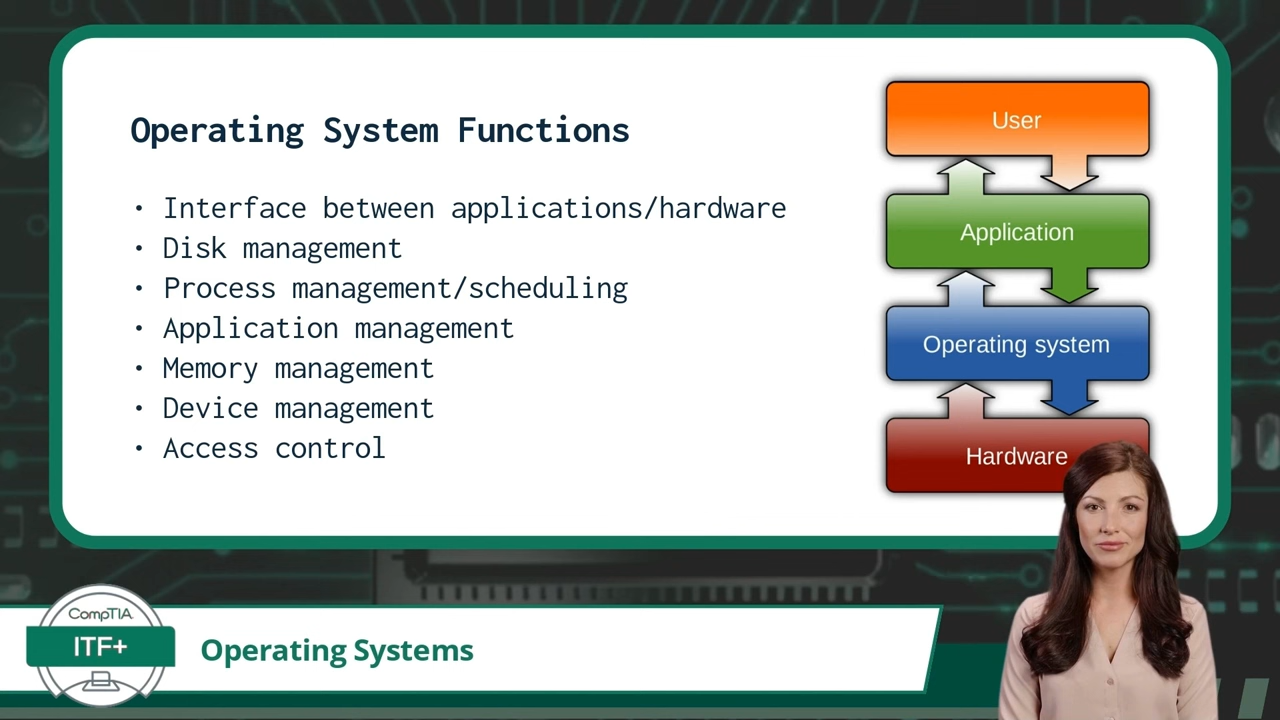 Operating System Functions
• Interface between applications/hardware
• Disk management
• Process management/scheduling
• Application management
• Memory management
• Device management
• Access control
User
Application
Operating system
Hardware
CompTIA.
ITF+
Operating Systems